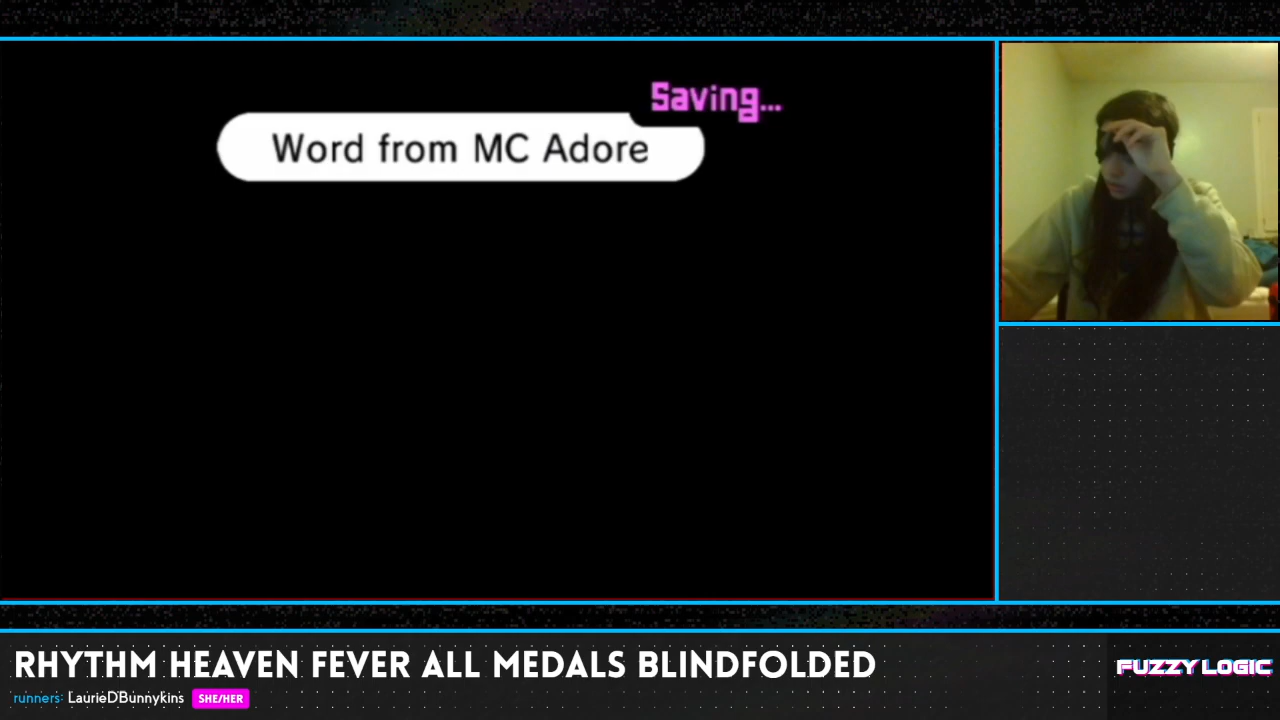 Saving...
Word from MC Adore
RHYTHM HEAVEN FEVER ALL MEDALS BLINDFOLDED
runners: LaurieDBunnykins SHE/HER
FUZZY LOGIC